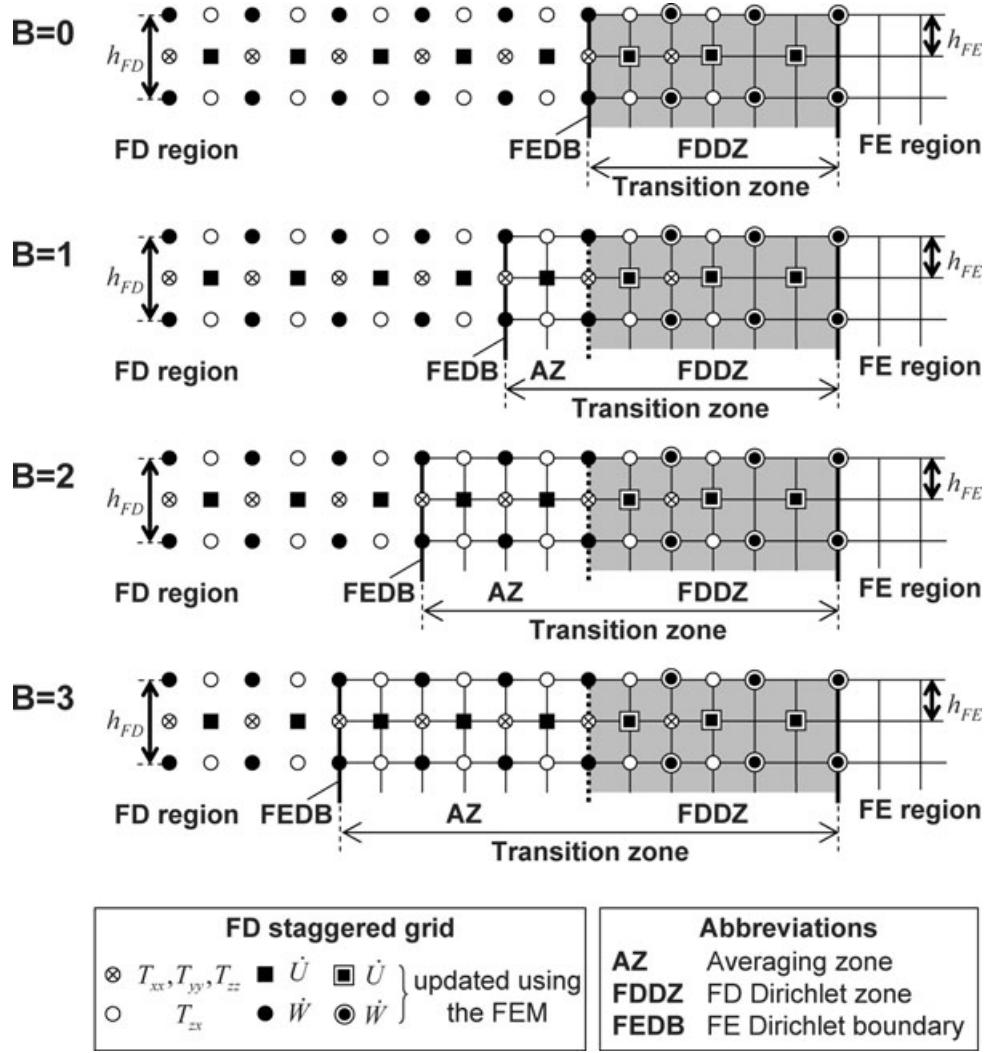 B=0
h_FD
h_FE
FD region
FEDB
FDDZ
FE region
Transition zone
B=1
h_FD
h_FE
FD region
FEDB
AZ
FDDZ
FE region
Transition zone
B=2
h_FD
h_FE
FD region
FEDB
AZ
FDDZ
FE region
Transition zone
B=3
h_FD
h_FE
FD region
FEDB
AZ
FDDZ
FE region
Transition zone
FD staggered grid
T_xx, T_yy, T_zz
U̇
U̇
T_zx
Ẇ
Ẇ
updated using
the FEM
Abbreviations
AZ Averaging zone
FDDZ FD Dirichlet zone
FEDB FE Dirichlet boundary